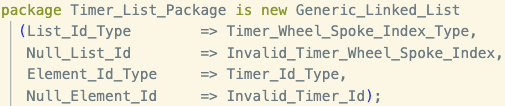 package Timer_List_Package is new Generic_Linked_List
(List_Id_Type => Timer_Wheel_Spoke_Index_Type,
Null_List_Id => Invalid_Timer_Wheel_Spoke_Index,
Element_Id_Type => Timer_Id_Type,
Null_Element_Id => Invalid_Timer_Id);